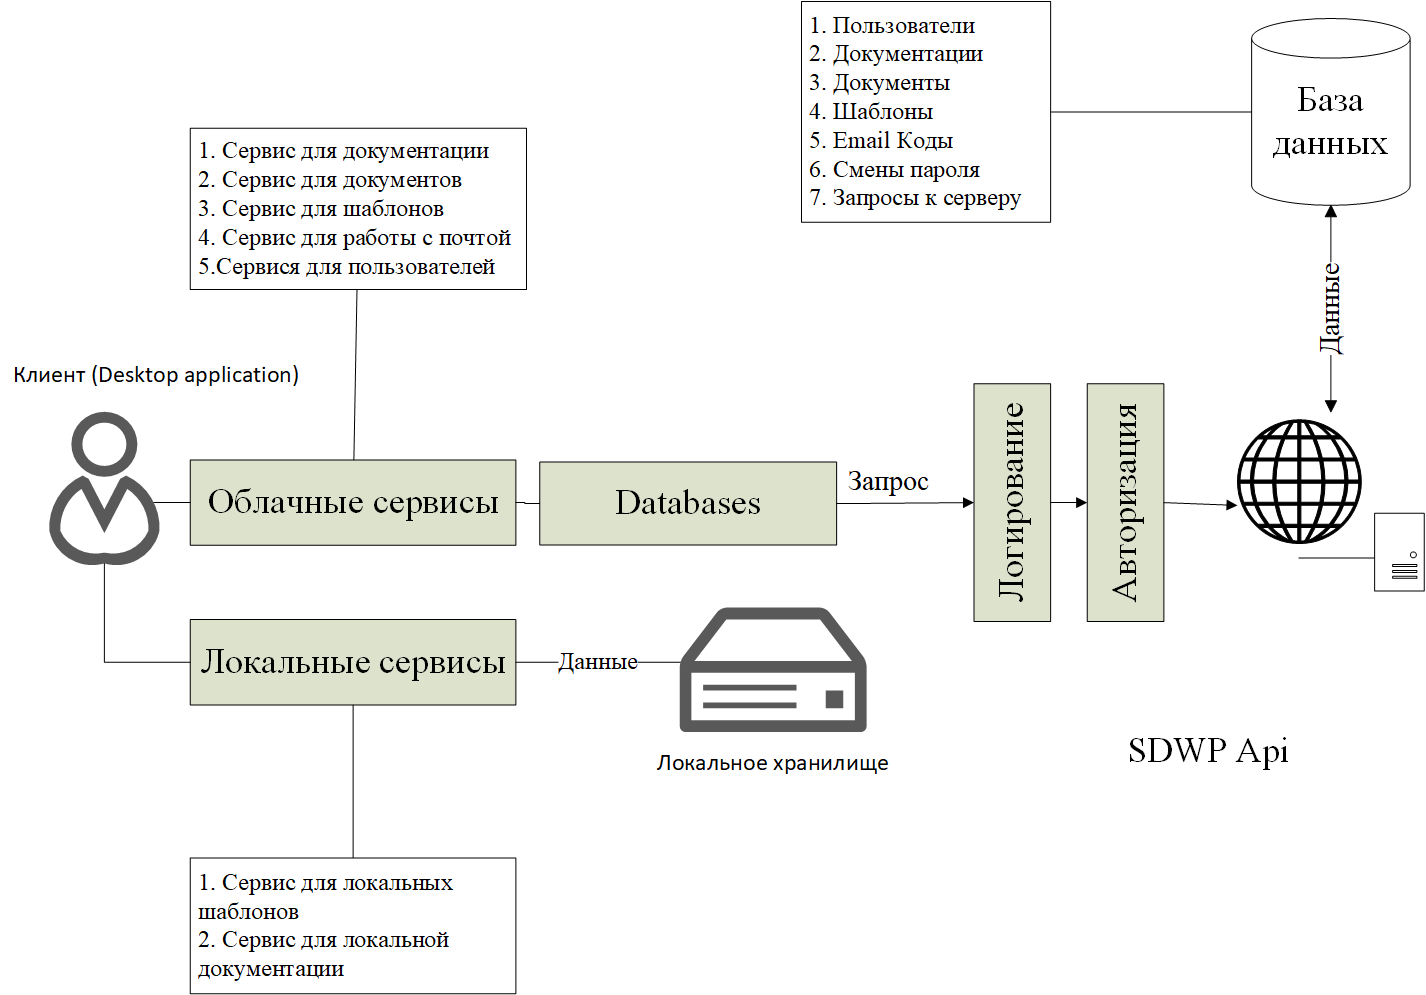 1. Пользователи
2. Документации
3. Документы
4. Шаблоны
5. Email Коды
6. Смены пароля
7. Запросы к серверу
База
данных
1. Сервис для документации
2. Сервис для документов
3. Сервис для шаблонов
4. Сервис для работы с почтой
5.Сервися для пользователей
Данные
Клиент (Desktop application)
Облачные сервисы
Databases
Запрос
Логирование
Авторизация
Локальные сервисы
Данные
Локальное хранилище
SDWP Api
1. Сервис для локальных
шаблонов
2. Сервис для локальной
документации